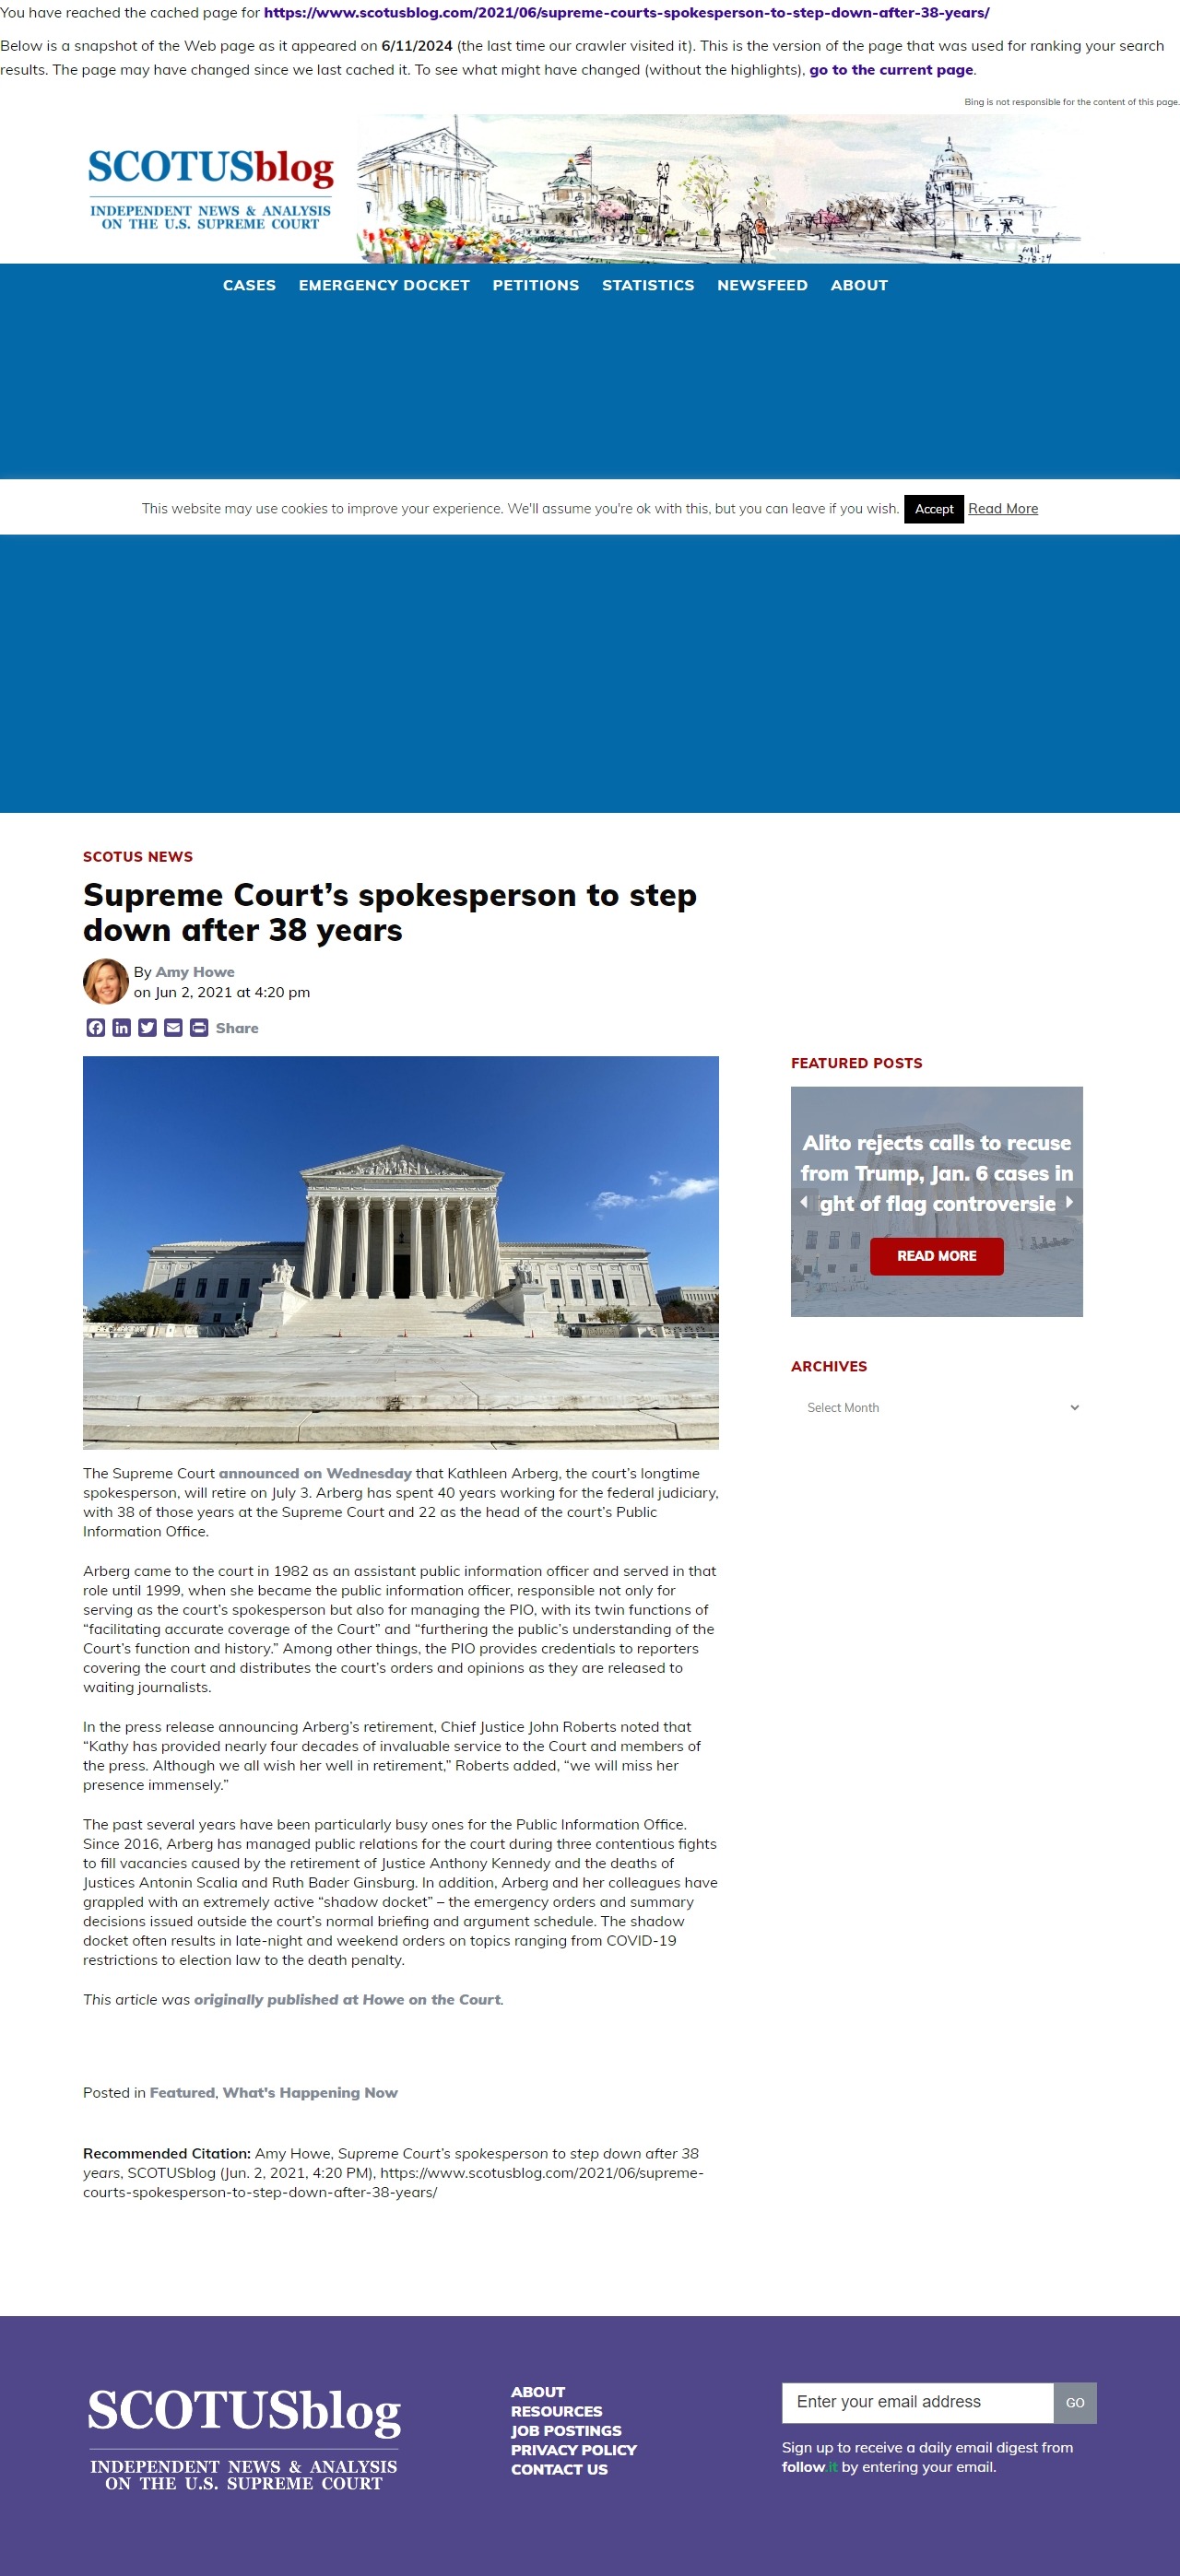 You have reached the cached page for https://www.scotusblog.com/2021/06/supreme-courts-spokesperson-to-step-down-after-38-years/
Below is a snapshot of the Web page as it appeared on 6/11/2024 (the last time our crawler visited it). This is the version of the page that was used for ranking your search
results. The page may have changed since we last cached it. To see what might have changed (without the highlights), go to the current page.
Bing is not responsible for the content of this page.
SCOTUSblog
INDEPENDENT NEWS & ANALYSIS
ON THE U.S. SUPREME COURT
CASES EMERGENCY DOCKET PETITIONS STATISTICS NEWSFEED ABOUT
This website may use cookies to improve your experience. We'll assume you're ok with this, but you can leave if you wish. Accept Read More
SCOTUS NEWS
Supreme Court’s spokesperson to step
down after 38 years
By Amy Howe
on Jun 2, 2021 at 4:20 pm
Share
The Supreme Court announced on Wednesday that Kathleen Arberg, the court’s longtime
spokesperson, will retire on July 3. Arberg has spent 40 years working for the federal judiciary,
with 38 of those years at the Supreme Court and 22 as the head of the court’s Public
Information Office.
Arberg came to the court in 1982 as an assistant public information officer and served in that
role until 1999, when she became the public information officer, responsible not only for
serving as the court’s spokesperson but also for managing the PIO, with its twin functions of
“facilitating accurate coverage of the Court” and “furthering the public’s understanding of the
Court’s function and history.” Among other things, the PIO provides credentials to reporters
covering the court and distributes the court’s orders and opinions as they are released to
waiting journalists.
In the press release announcing Arberg’s retirement, Chief Justice John Roberts noted that
“Kathy has provided nearly four decades of invaluable service to the Court and members of
the press. Although we all wish her well in retirement,” Roberts added, “we will miss her
presence immensely.”
The past several years have been particularly busy ones for the Public Information Office.
Since 2016, Arberg has managed public relations for the court during three contentious fights
to fill vacancies caused by the retirement of Justice Anthony Kennedy and the deaths of
Justices Antonin Scalia and Ruth Bader Ginsburg. In addition, Arberg and her colleagues have
grappled with an extremely active “shadow docket” – the emergency orders and summary
decisions issued outside the court’s normal briefing and argument schedule. The shadow
docket often results in late-night and weekend orders on topics ranging from COVID-19
restrictions to election law to the death penalty.
This article was originally published at Howe on the Court.
Posted in Featured, What's Happening Now
Recommended Citation: Amy Howe, Supreme Court’s spokesperson to step down after 38
years, SCOTUSblog (Jun. 2, 2021, 4:20 PM), https://www.scotusblog.com/2021/06/supreme-
courts-spokesperson-to-step-down-after-38-years/
FEATURED POSTS
Alito rejects calls to recuse
from Trump, Jan. 6 cases in
ght of flag controversie
READ MORE
ARCHIVES
Select Month
SCOTUSblog
INDEPENDENT NEWS & ANALYSIS
ON THE U.S. SUPREME COURT
ABOUT
RESOURCES
JOB POSTINGS
PRIVACY POLICY
CONTACT US
Enter your email address GO
Sign up to receive a daily email digest from
follow.it by entering your email.